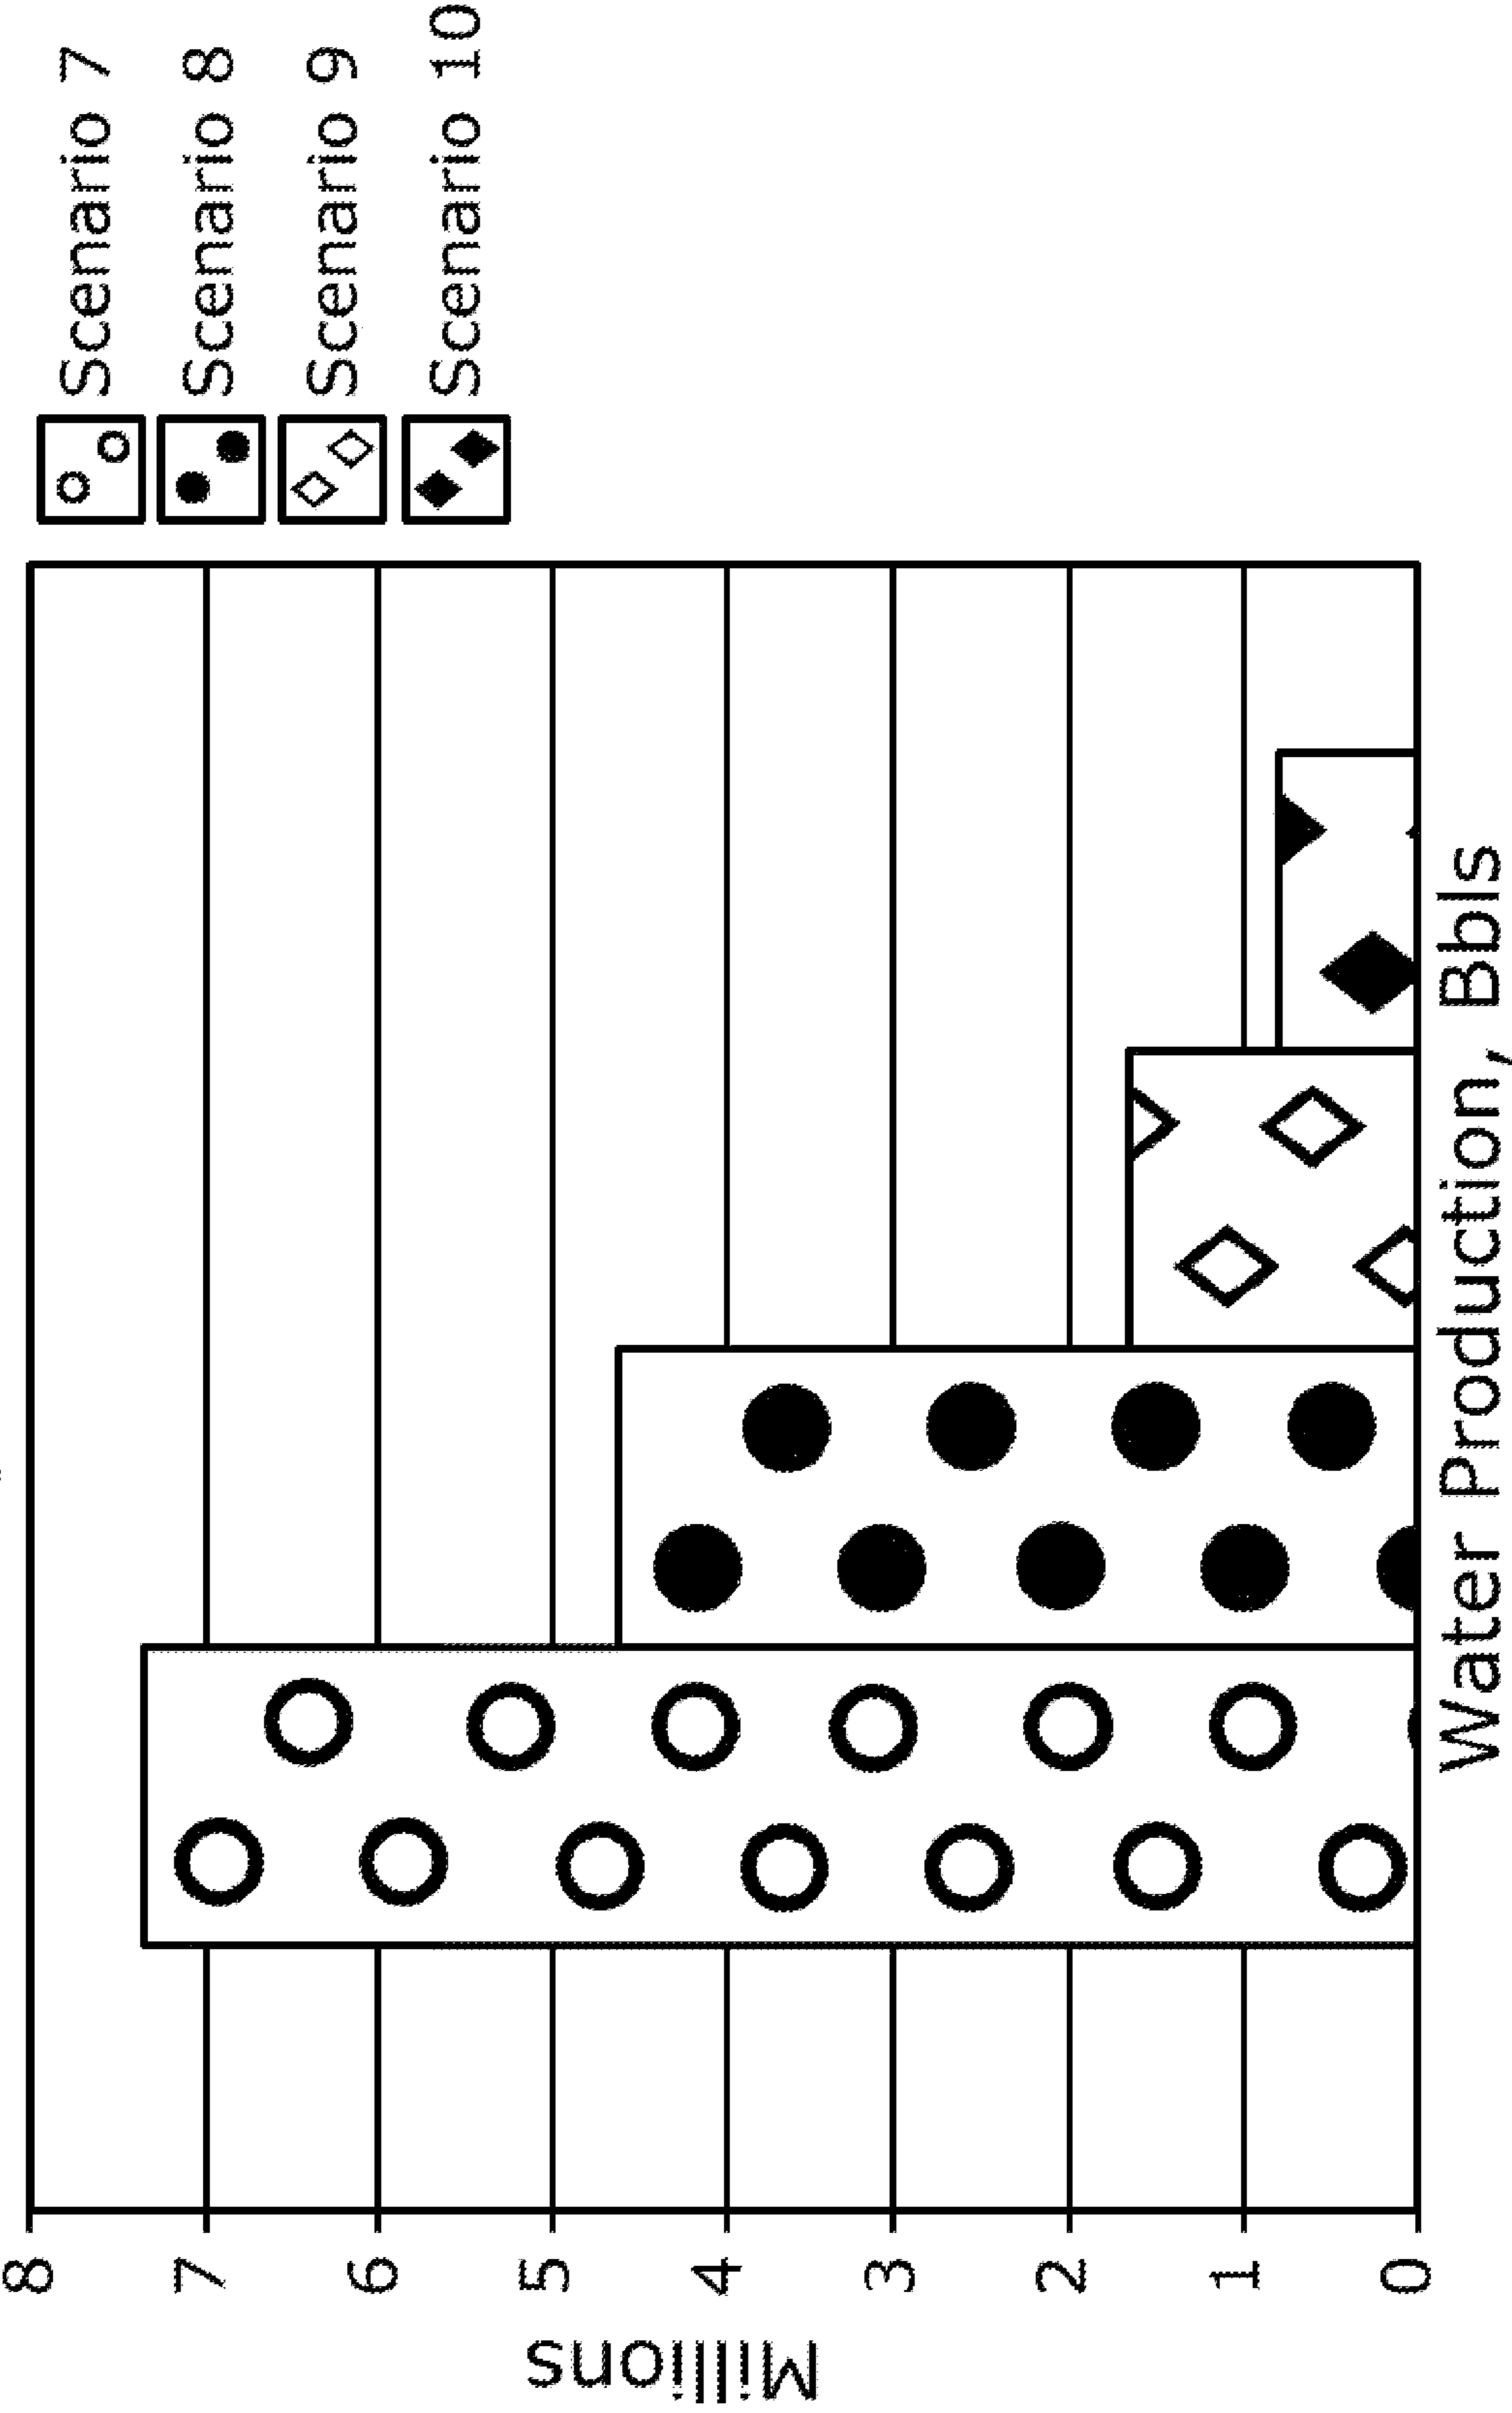 Millions
8
7
6
5
4
3
2
1
0
Water Production, Bbls
Scenario 7
Scenario 8
Scenario 9
Scenario 10